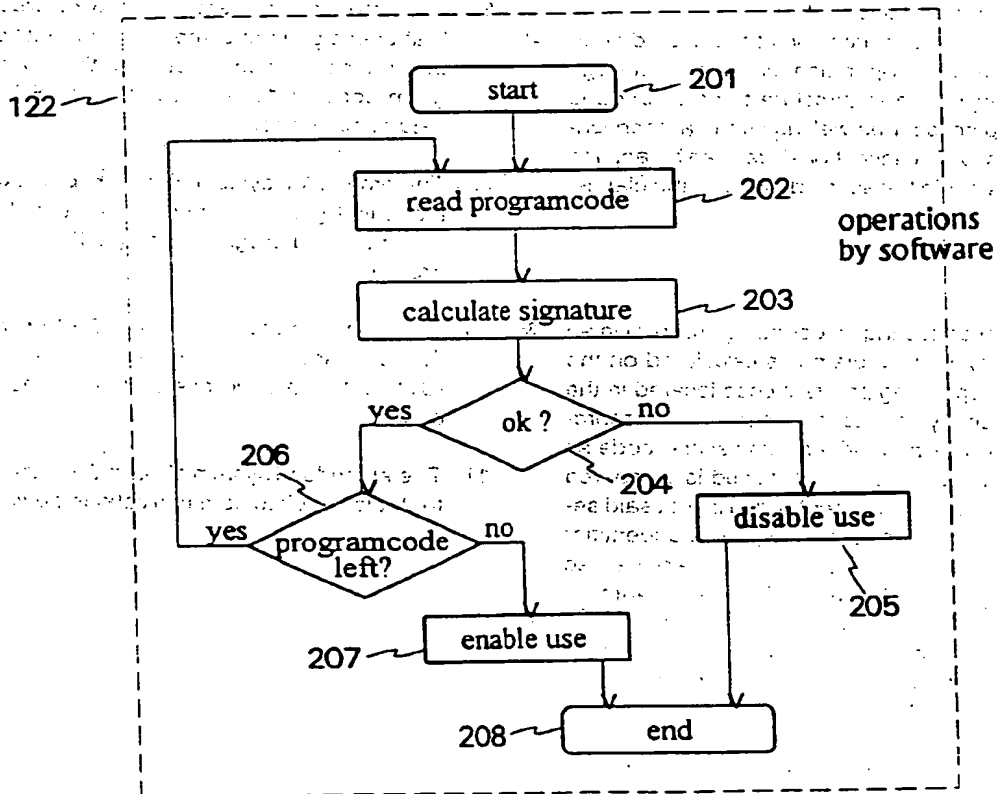 start
201
122
read programcode
202
operations
by software
calculate signature
203
yes
ok ?
no
204
206
yes
programcode
left?
no
disable use
205
enable use
207
end
208